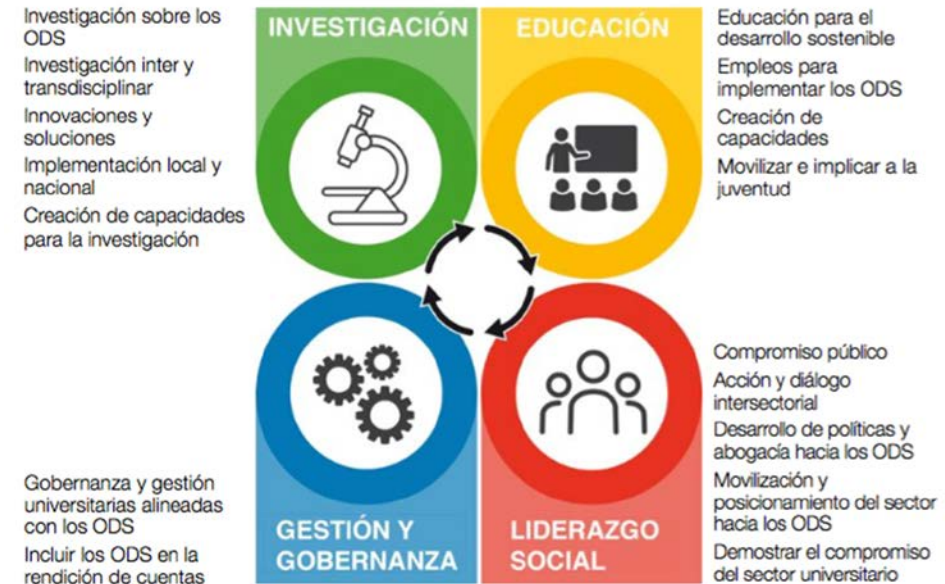 Investigación sobre los
ODS
Investigación inter y
transdisciplinar
Innovaciones y
soluciones
Implementación local y
nacional
Creación de capacidades
para la investigación
INVESTIGACIÓN
EDUCACIÓN
Educación para el
desarrollo sostenible
Empleos para
implementar los ODS
Creación de
capacidades
Movilizar e implicar a la
juventud
Gobernanza y gestión
universitarias alineadas
con los ODS
Incluir los ODS en la
rendición de cuentas
GESTIÓN Y
GOBERNANZA
LIDERAZGO
SOCIAL
Compromiso público
Acción y diálogo
intersectorial
Desarrollo de políticas y
abogacía hacia los ODS
Movilización y
posicionamiento del sector
hacia los ODS
Demostrar el compromiso
del sector universitario